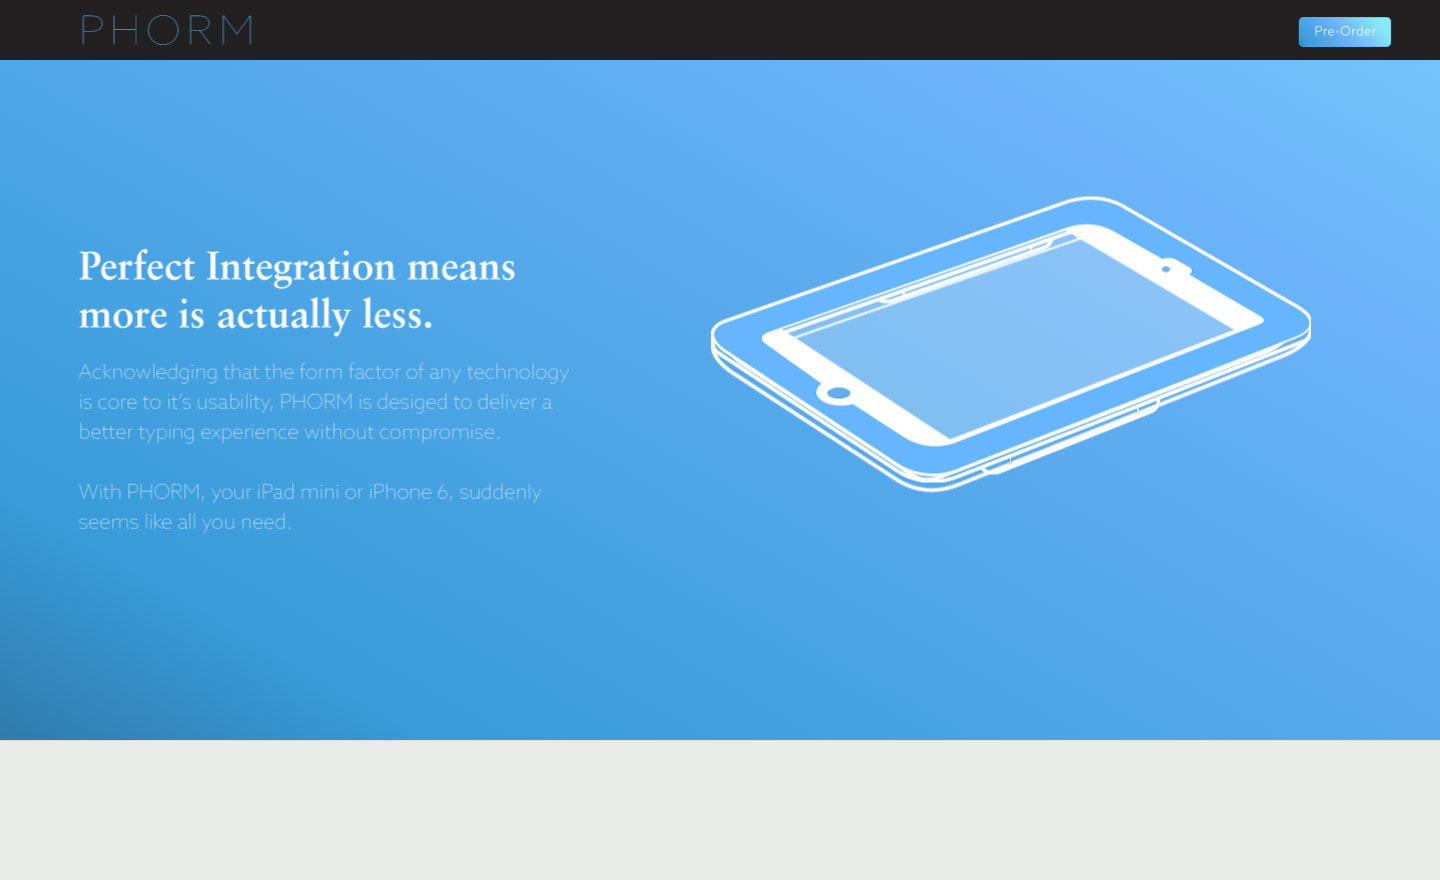 PHORM
Pre-Order
Perfect Integration means
more is actually less.
Acknowledging that the form factor of any technology
is core to it’s usability, PHORM is desiged to deliver a
better typing experience without compromise.
With PHORM, your iPad mini or iPhone 6, suddenly
seems like all you need.